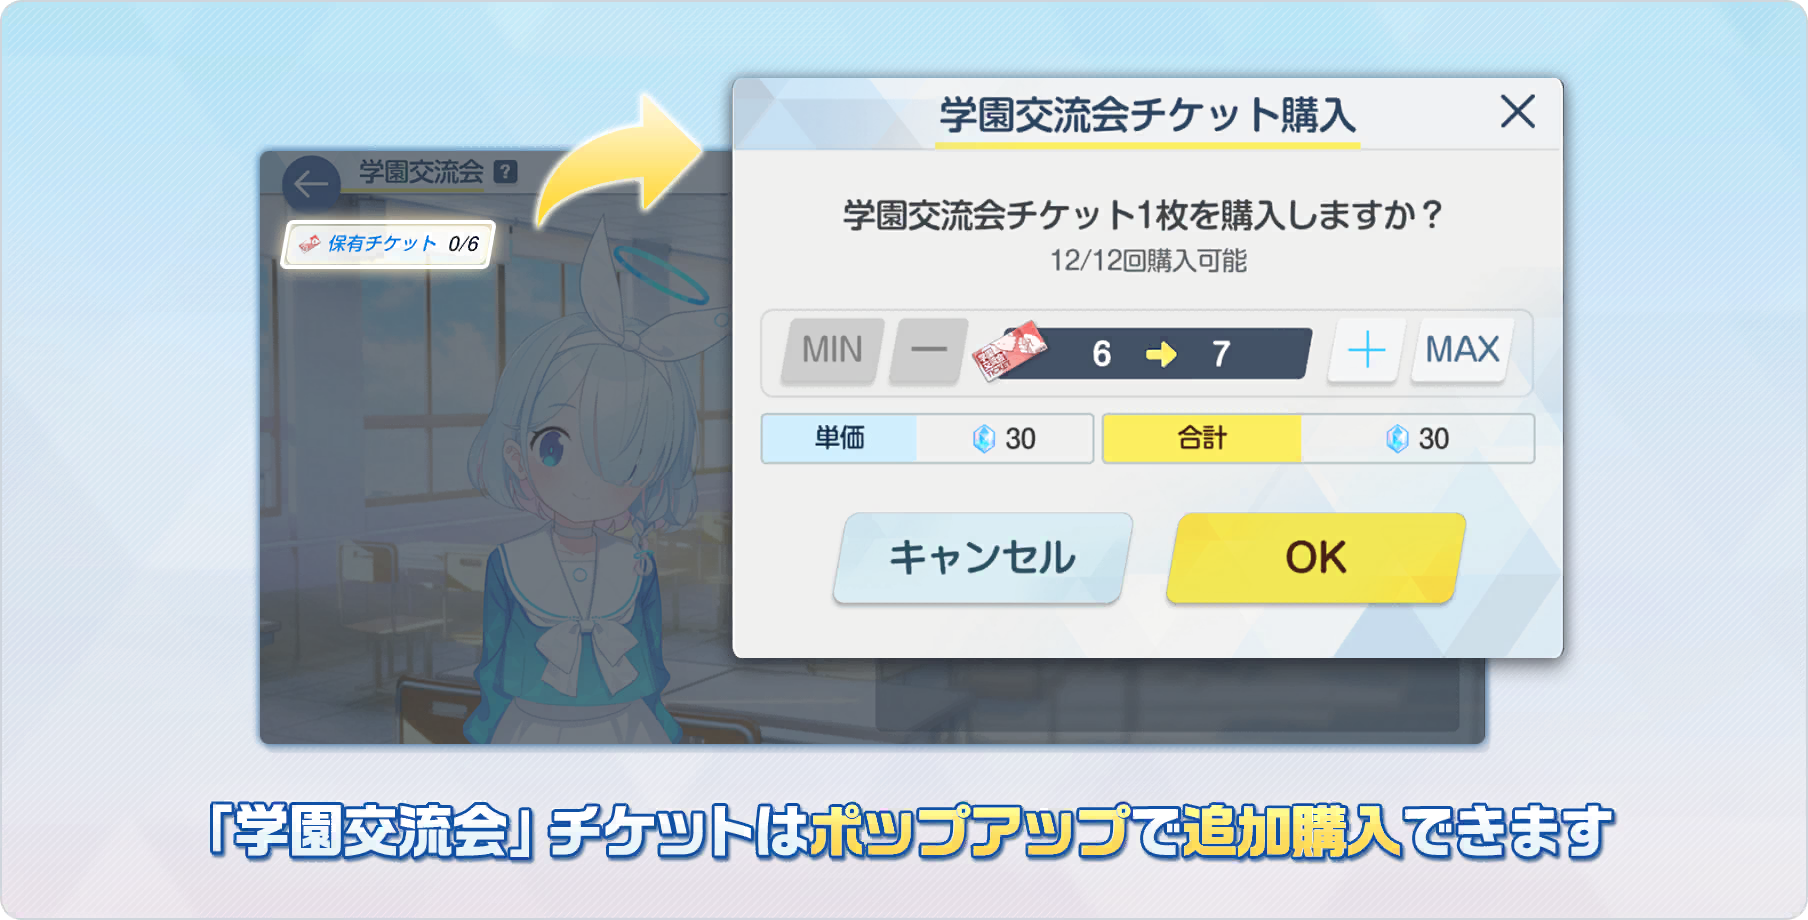 学園交流会 ?
保有チケット 0/6
学園交流会チケット購入
学園交流会チケット1枚を購入しますか？
12/12回購入可能
MIN
6
7
MAX
単価
30
合計
30
キャンセル
OK
「学園交流会」チケットはポップアップで追加購入できます